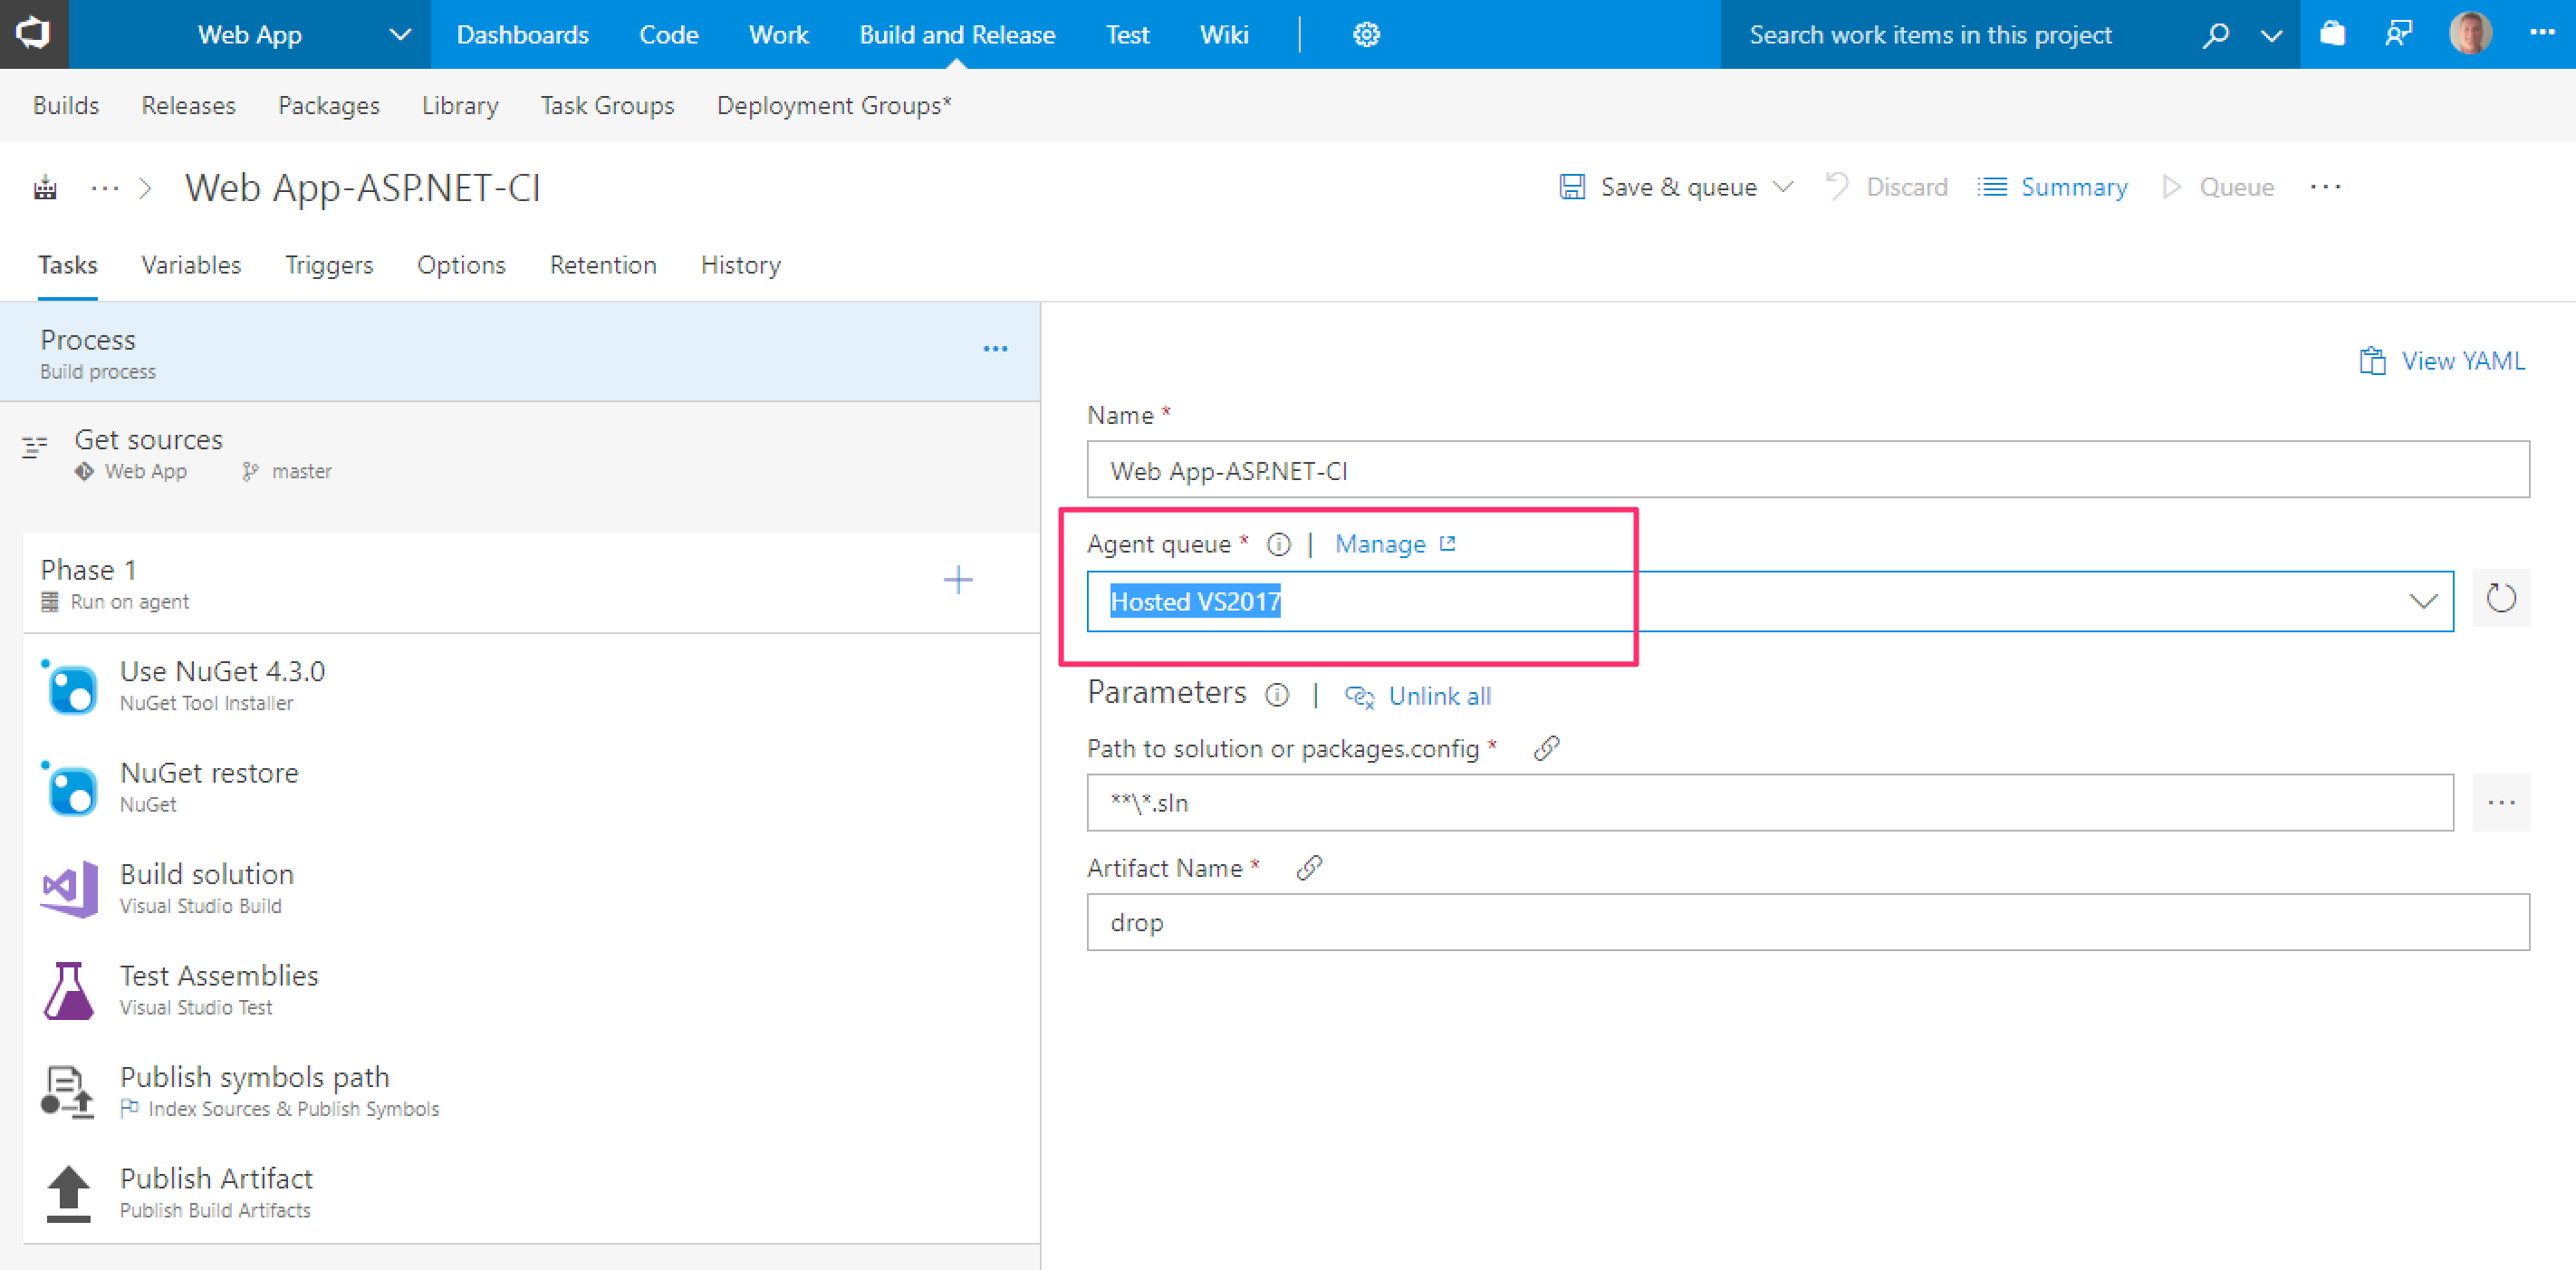 Web App
Dashboards
Code
Work
Build and Release
Test
Wiki
Search work items in this project
Builds
Releases
Packages
Library
Task Groups
Deployment Groups*
Web App-ASP.NET-CI
Save & queue
Discard
Summary
Queue
Tasks
Variables
Triggers
Options
Retention
History
Process
Build process
Get sources
Web App
master
Phase 1
Run on agent
Use NuGet 4.3.0
NuGet Tool Installer
NuGet restore
NuGet
Build solution
Visual Studio Build
Test Assemblies
Visual Studio Test
Publish symbols path
Index Sources & Publish Symbols
Publish Artifact
Publish Build Artifacts
View YAML
Name *
Web App-ASP.NET-CI
Agent queue * | Manage
Hosted VS2017
Parameters | Unlink all
Path to solution or packages.config *
**\*.sln
Artifact Name *
drop